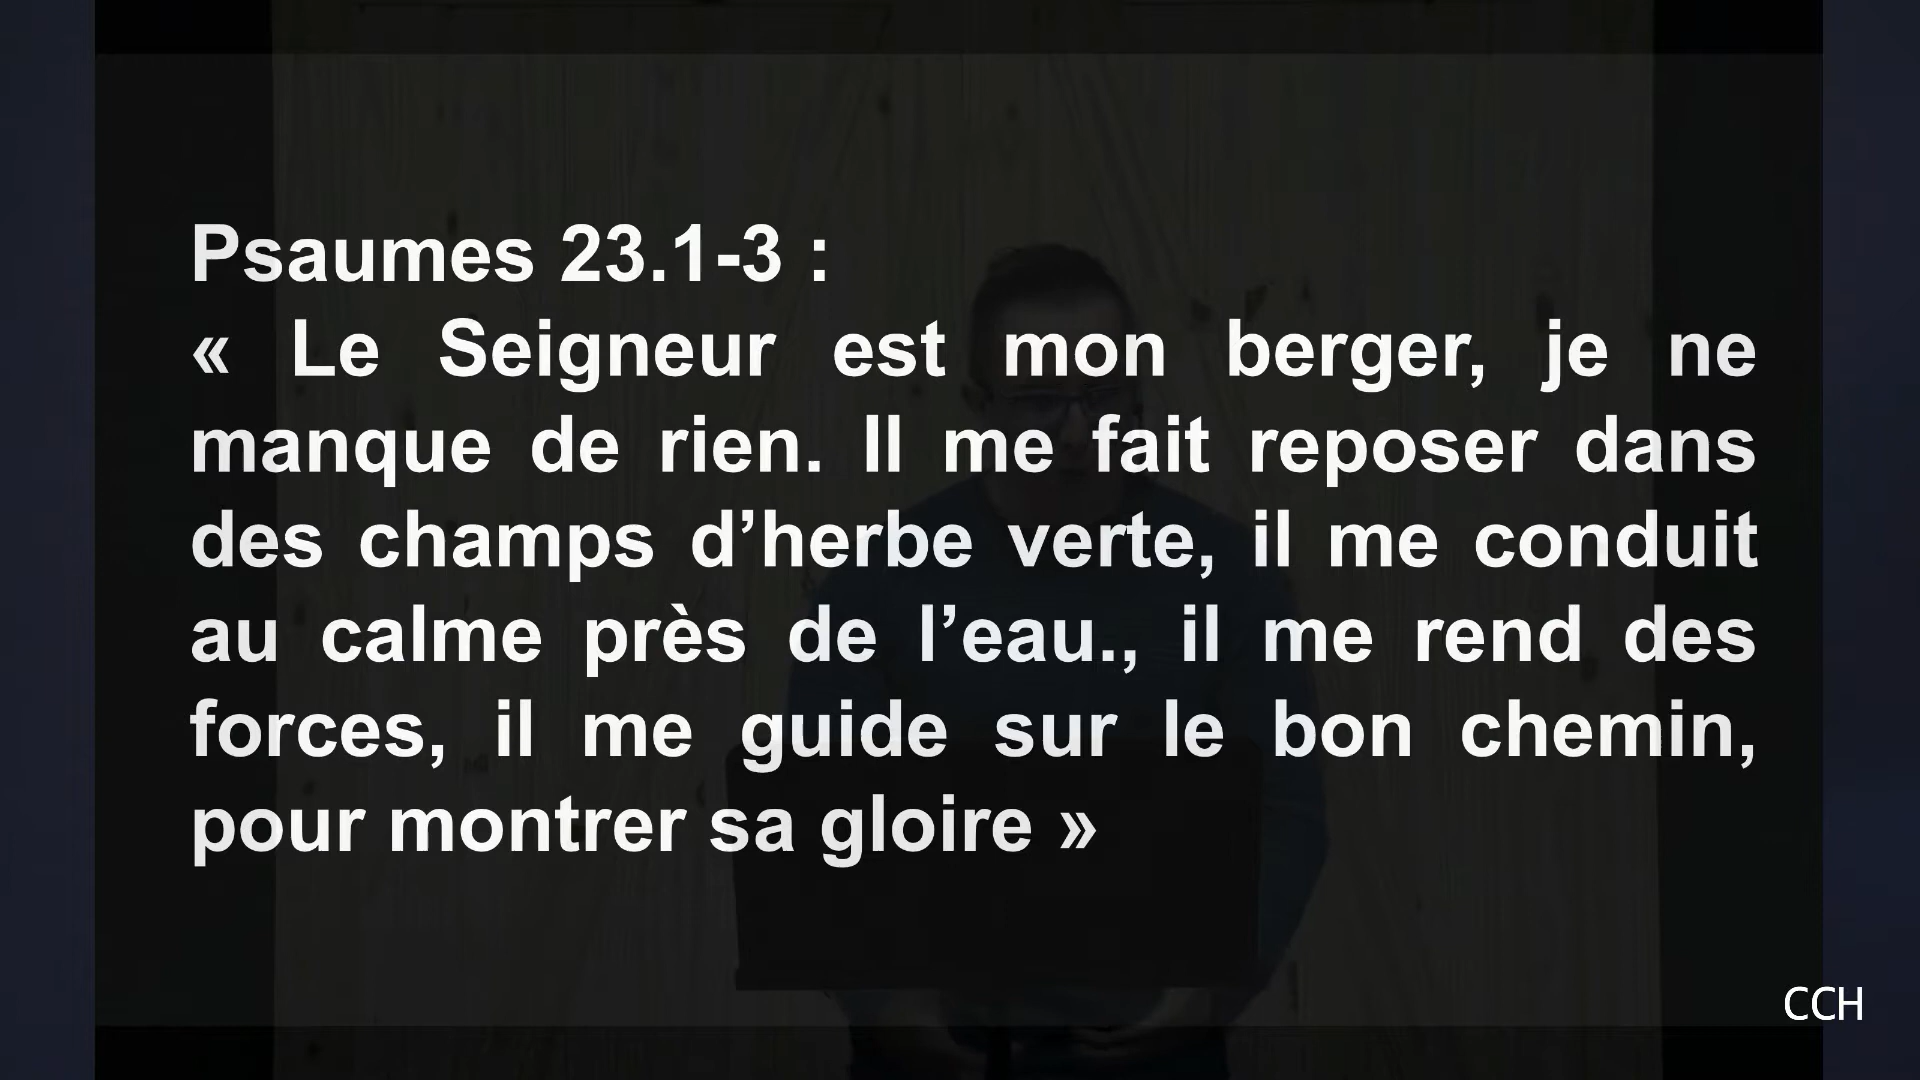 Psaumes 23.1-3 :
« Le Seigneur est mon berger, je ne
manque de rien. Il me fait reposer dans
des champs d’herbe verte, il me conduit
au calme près de l’eau., il me rend des
forces, il me guide sur le bon chemin,
pour montrer sa gloire »
CCH